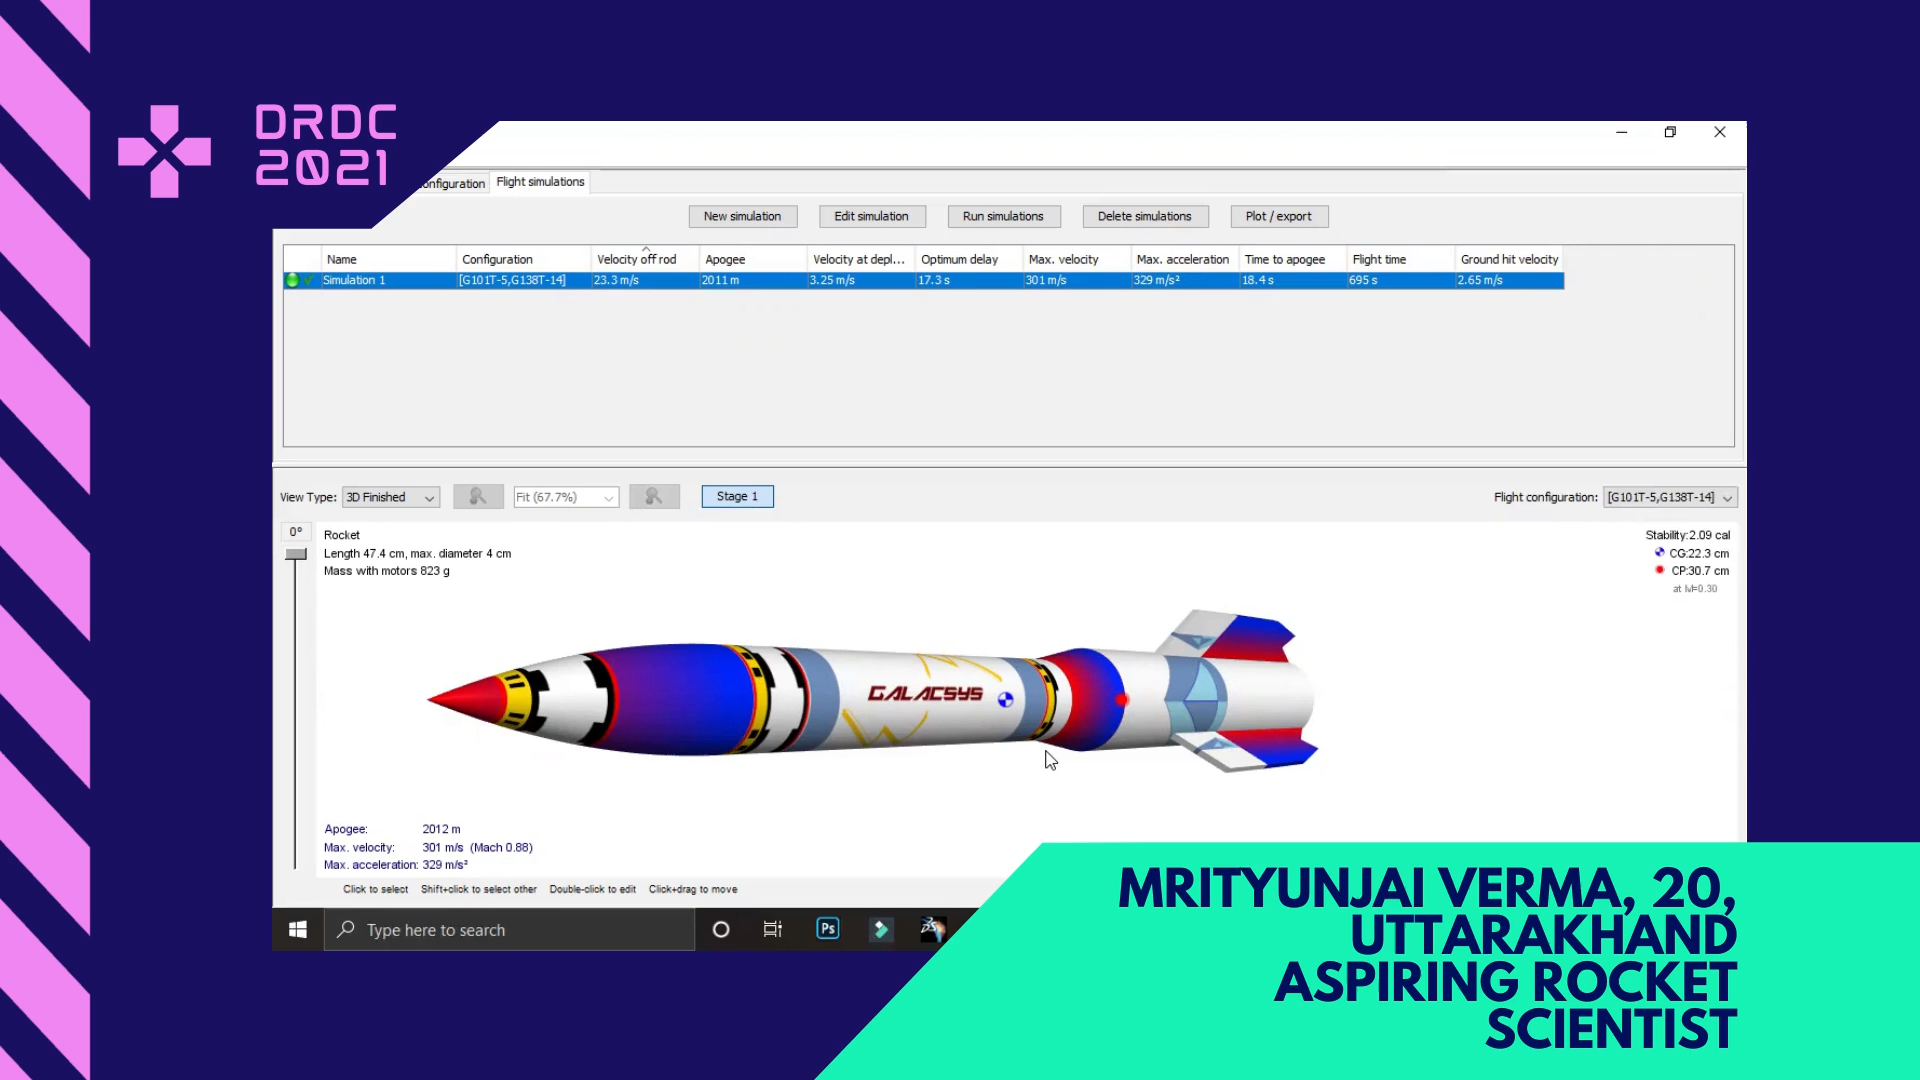 DRDC
2021
onfiguration
Flight simulations
New simulation
Edit simulation
Run simulations
Delete simulations
Plot / export
Name
Configuration
Velocity off rod
Apogee
Velocity at depl...
Optimum delay
Max. velocity
Max. acceleration
Time to apogee
Flight time
Ground hit velocity
Simulation 1
[G101T-5,G138T-14]
23.3 m/s
2011 m
3.25 m/s
17.3 s
301 m/s
329 m/s²
18.4 s
695 s
2.65 m/s
View Type:
3D Finished
Fit (67.7%)
Stage 1
Flight configuration:
[G101T-5,G138T-14]
0°
Rocket
Length 47.4 cm, max. diameter 4 cm
Mass with motors 823 g
Stability:2.09 cal
CG:22.3 cm
CP:30.7 cm
at M=0.30
GALACSYS
Apogee: 2012 m
Max. velocity: 301 m/s (Mach 0.88)
Max. acceleration: 329 m/s²
Click to select Shift+click to select other Double-click to edit Click+drag to move
Type here to search
Ps
MRITYUNJAI VERMA, 20,
UTTARAKHAND
ASPIRING ROCKET
SCIENTIST